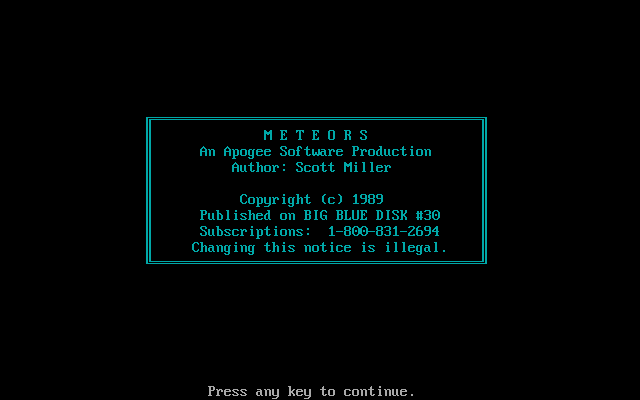 M E T E O R S
An Apogee Software Production
Author: Scott Miller
Copyright (c) 1989
Published on BIG BLUE DISK #30
Subscriptions:  1-800-831-2694
Changing this notice is illegal.
Press any key to continue.